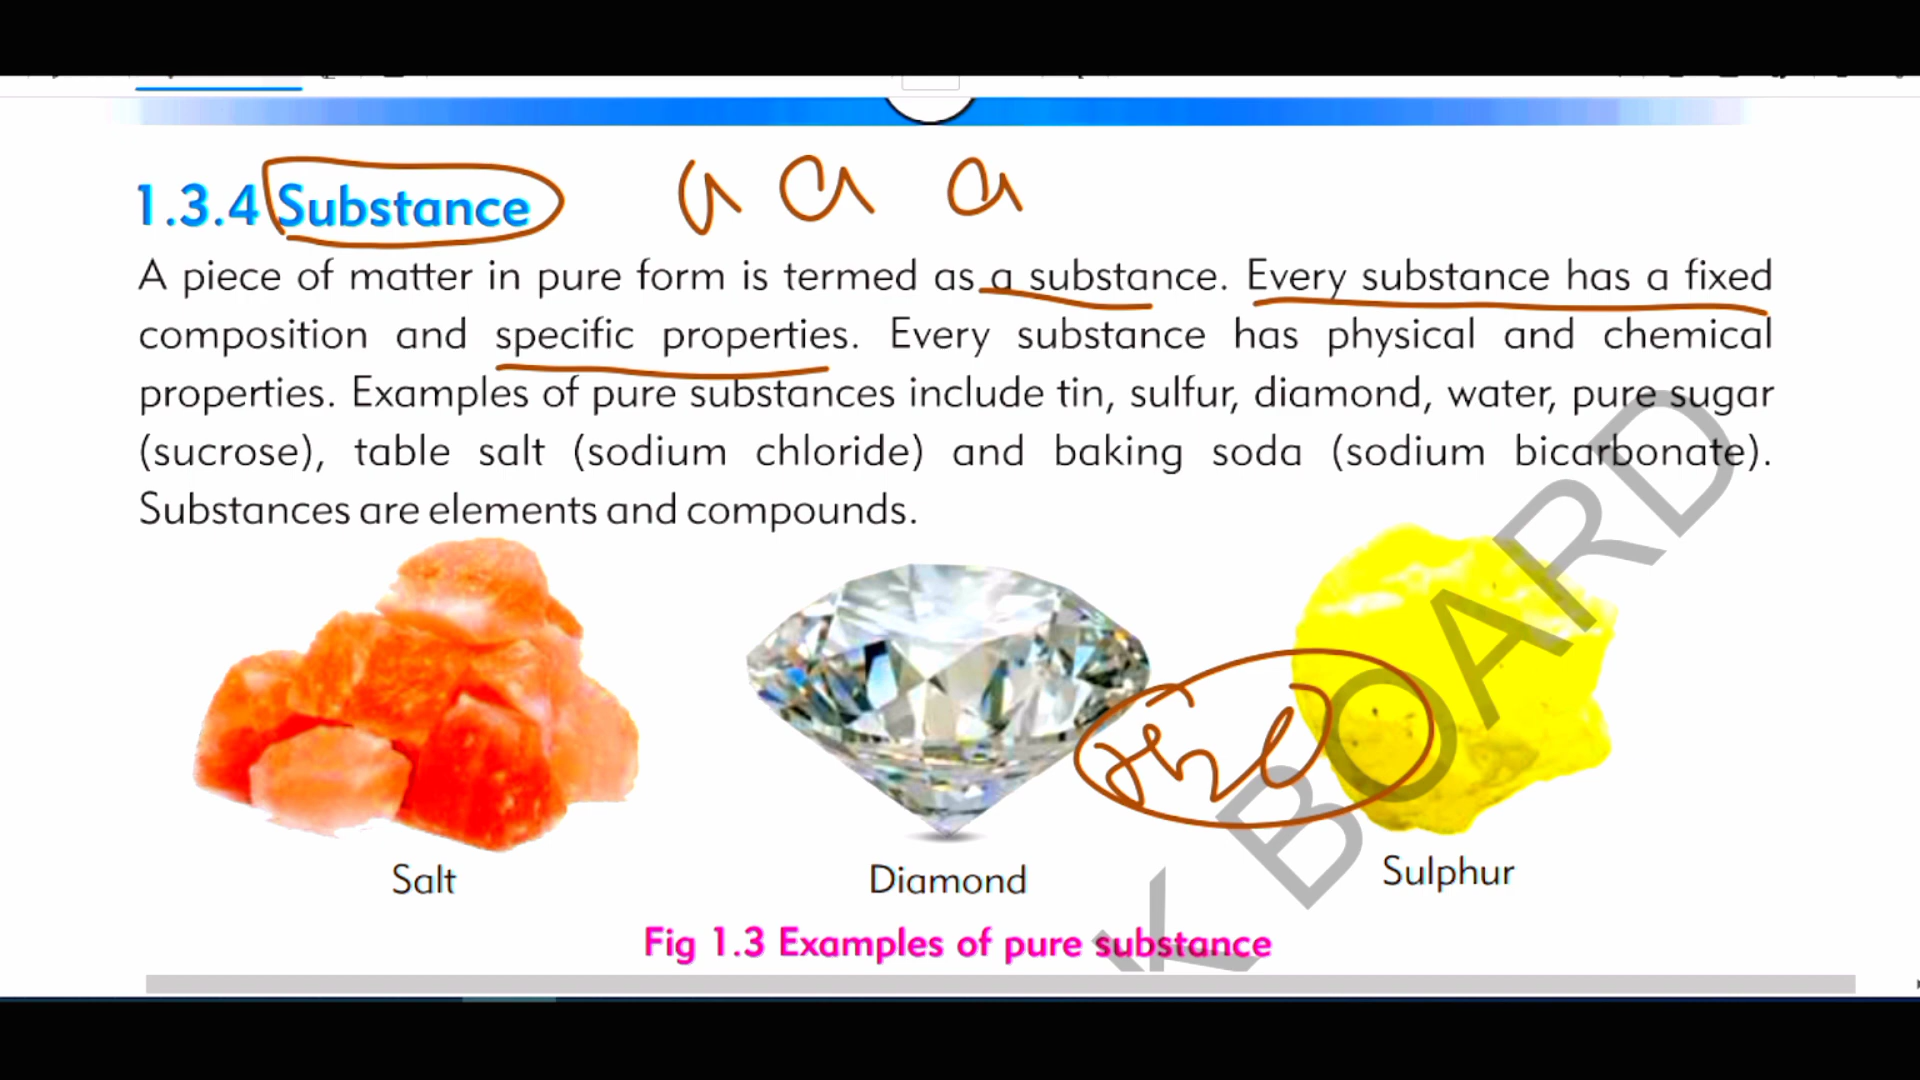 1.3.4 Substance a a a
A piece of matter in pure form is termed as a substance. Every substance has a fixed
composition and specific properties. Every substance has physical and chemical
properties. Examples of pure substances include tin, sulfur, diamond, water, pure sugar
(sucrose), table salt (sodium chloride) and baking soda (sodium bicarbonate).
Substances are elements and compounds.
Salt
Diamond
Sulphur
Fig 1.3 Examples of pure substance
K BOARD